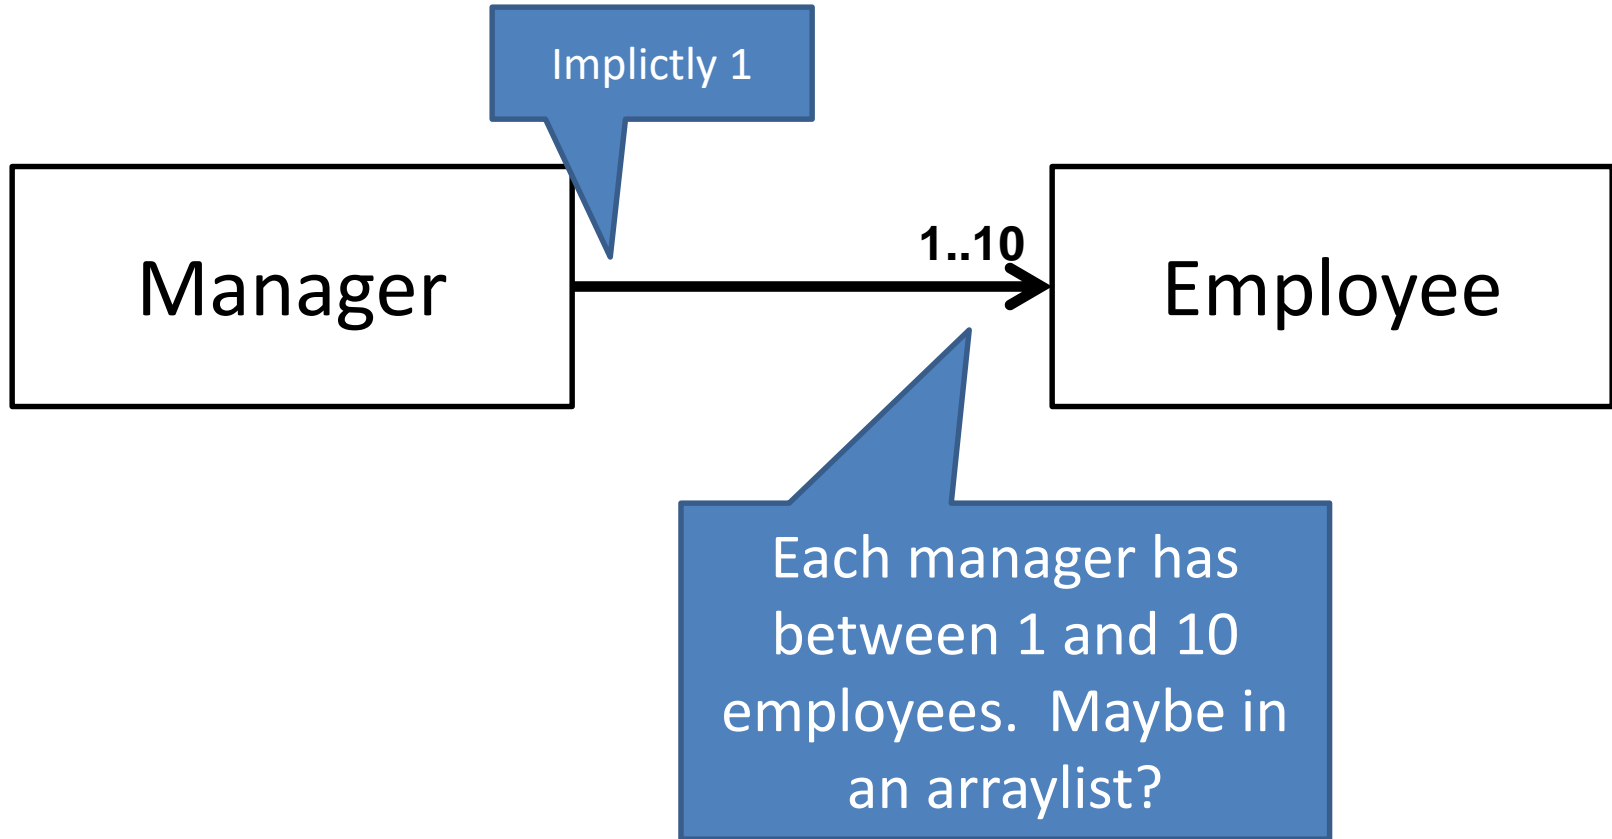 Implictly 1
Manager
1..10
Employee
Each manager has
between 1 and 10
employees.  Maybe in
an arraylist?